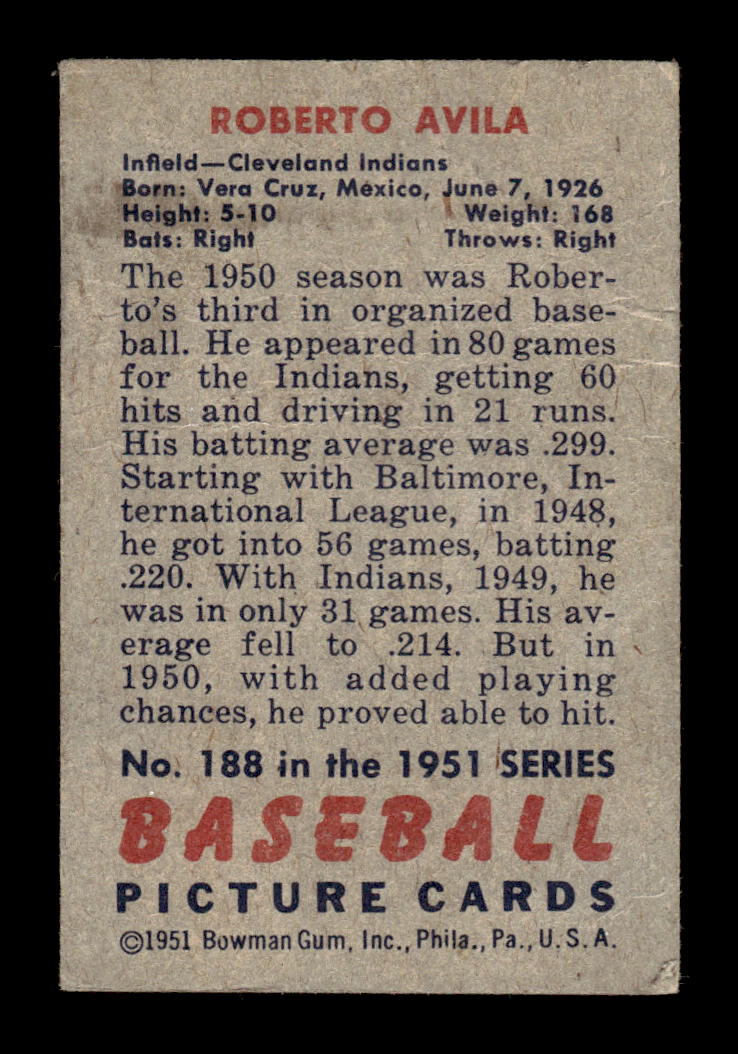 ROBERTO AVILA
Infield—Cleveland Indians
Born: Vera Cruz, Mexico, June 7, 1926
Height: 5-10 Weight: 168
Bats: Right Throws: Right
The 1950 season was Rober-
to's third in organized base-
ball. He appeared in 80 games
for the Indians, getting 60
hits and driving in 21 runs.
His batting average was .299.
Starting with Baltimore, In-
ternational League, in 1948,
he got into 56 games, batting
.220. With Indians, 1949, he
was in only 31 games. His av-
erage fell to .214. But in
1950, with added playing
chances, he proved able to hit.
No. 188 in the 1951 SERIES
BASEBALL
PICTURE CARDS
©1951 Bowman Gum, Inc., Phila., Pa., U.S.A.